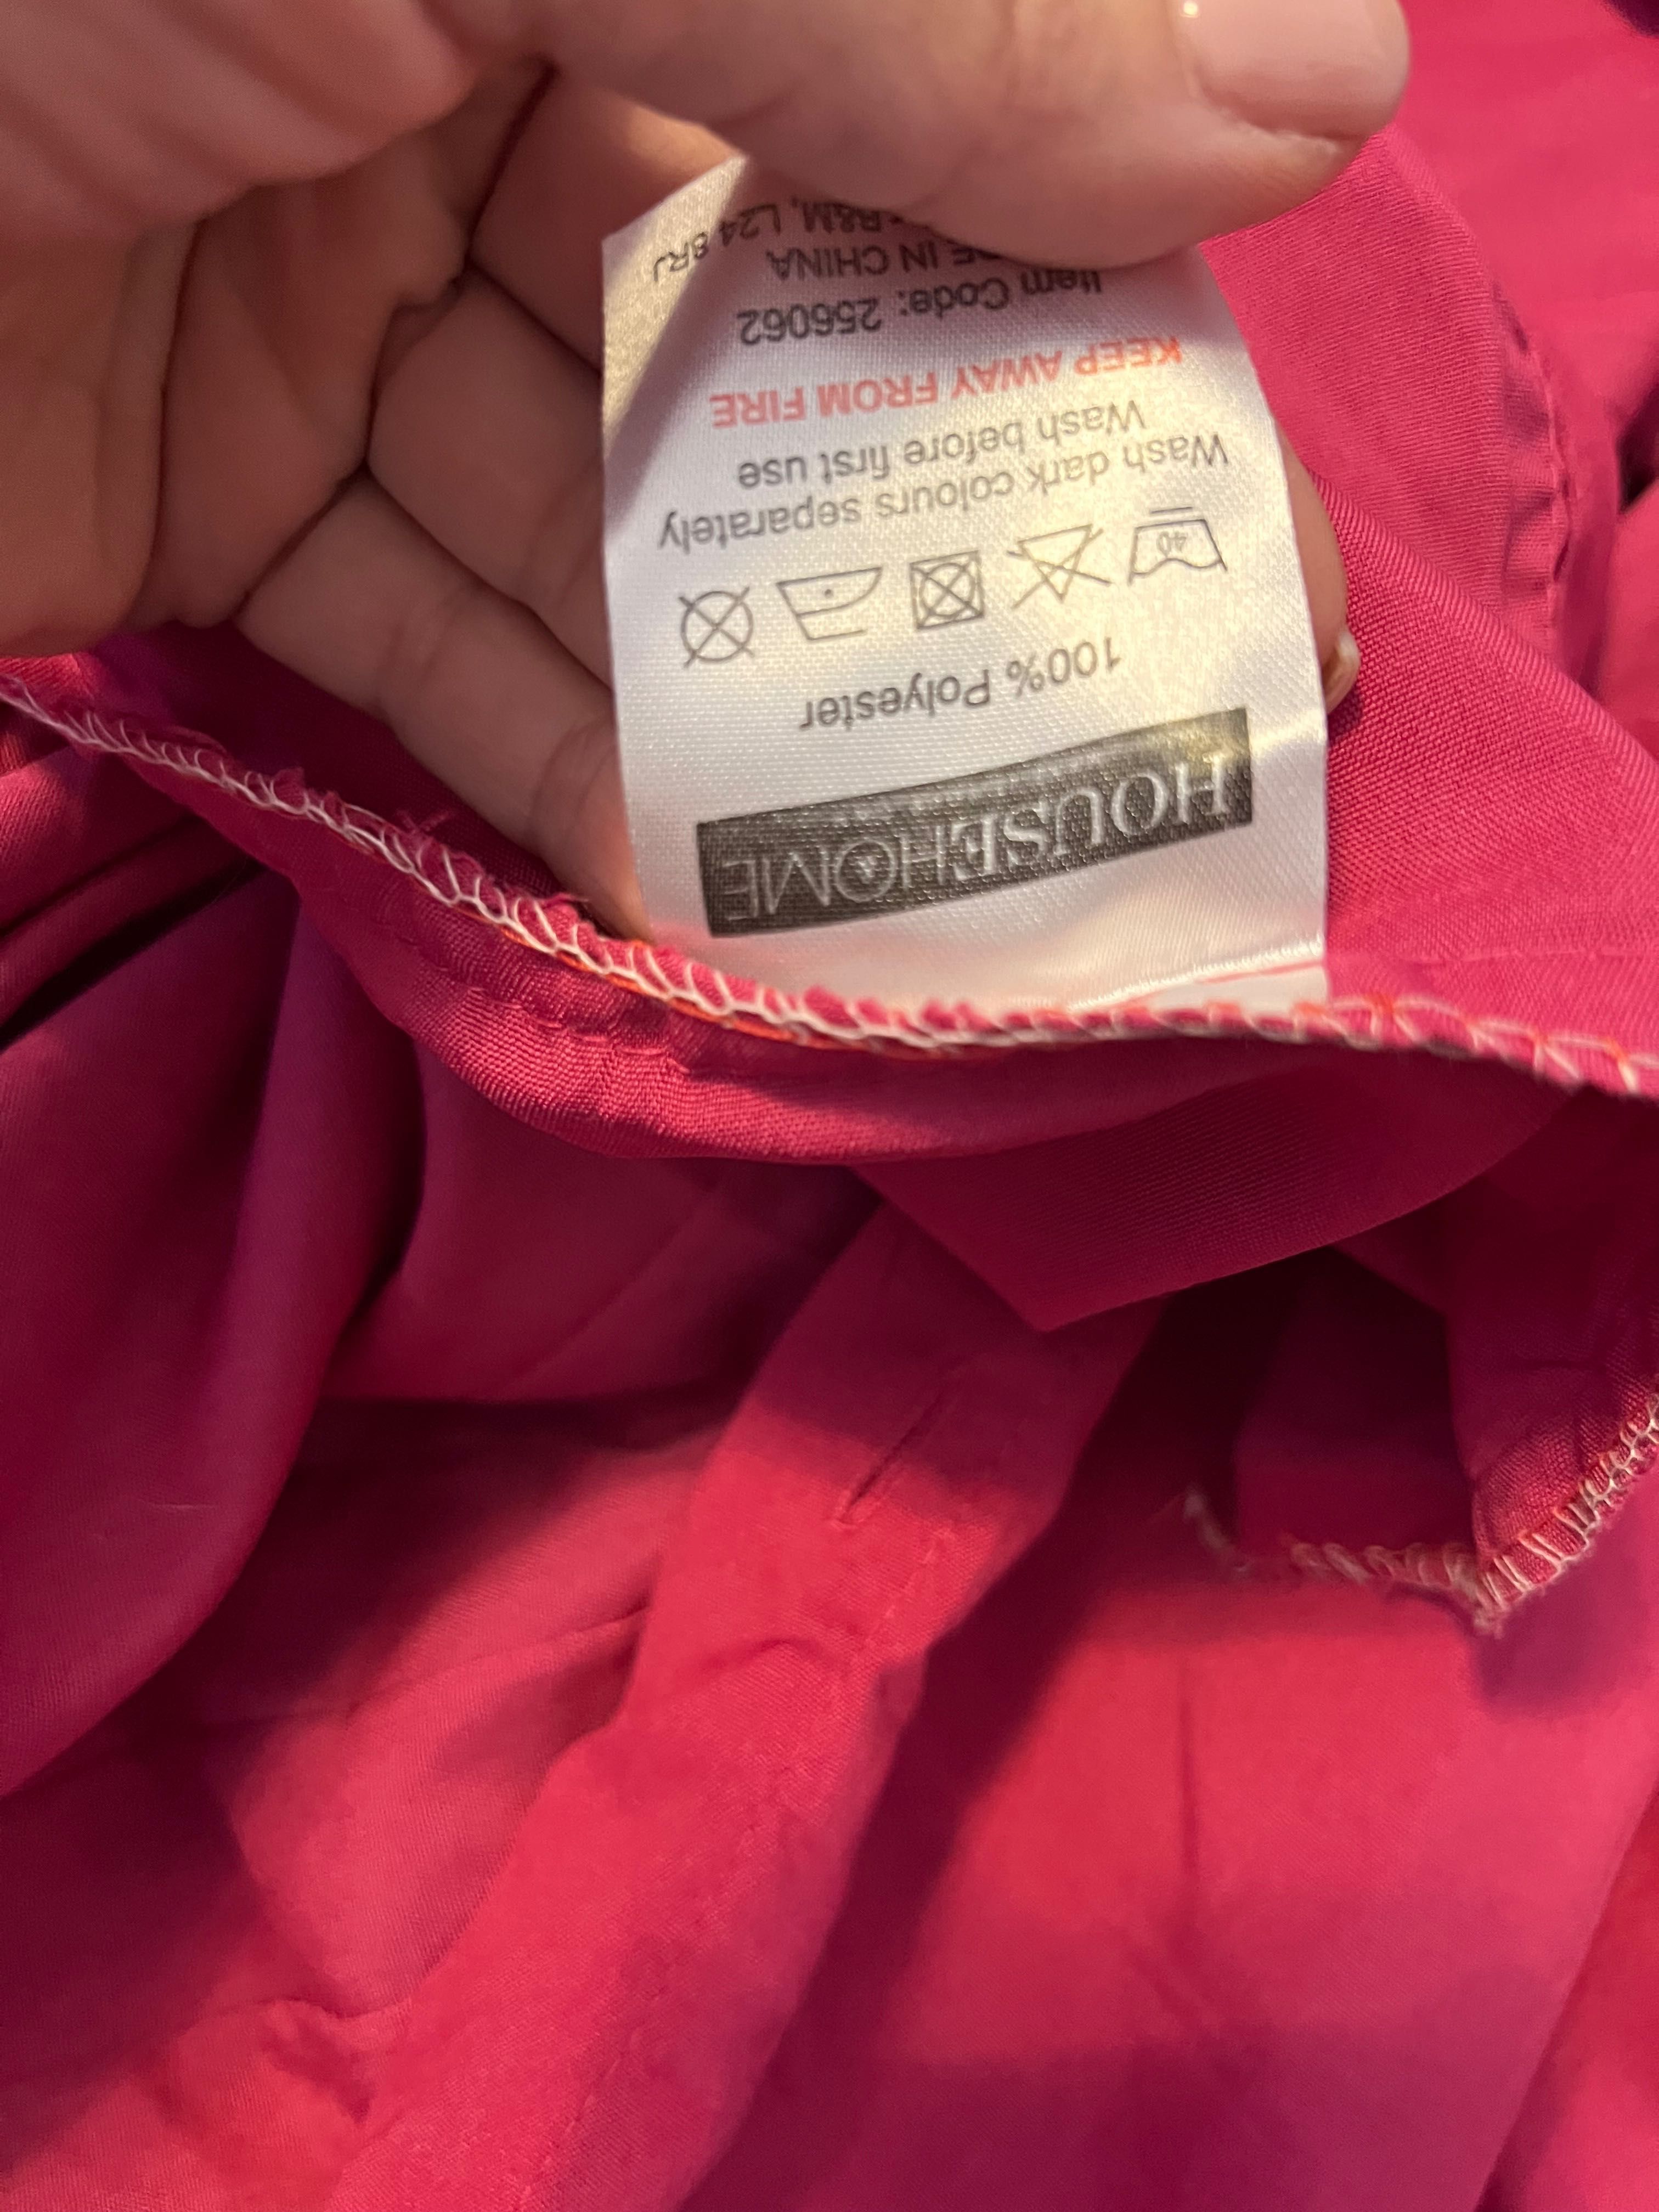 HOUSEHOME
100% Polyester
40
Wash dark colours separately
Wash before first use
KEEP AWAY FROM FIRE
Item Code: 256062
IN CHINA
B&M, L24 8RJ